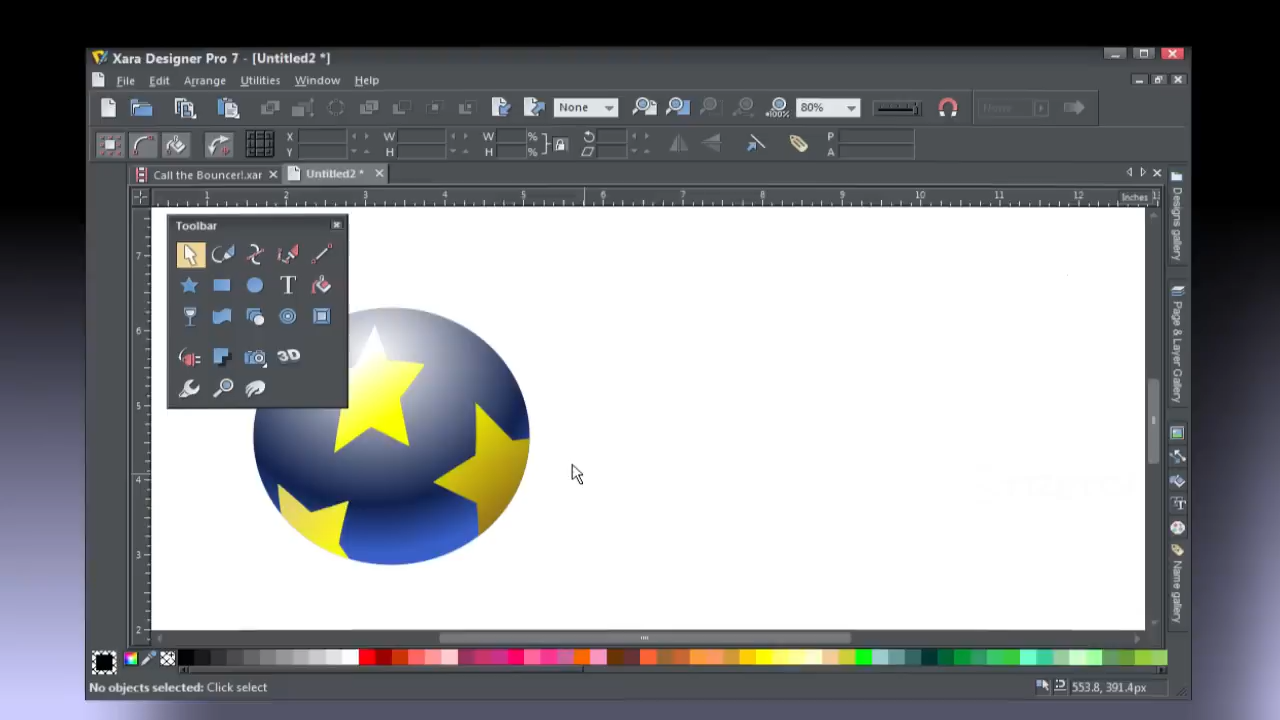 Xara Designer Pro 7 - [Untitled2 *]
File Edit Arrange Utilities Window Help
None 80% None
+100%
X W W % P
Y H H % A
Call the Bouncer!.xar Untitled2 *
1 2 3 4 5 6 7 8 9 10 11 12 Inches
Toolbar
T
3D
7
6
5
4
3
2
Designs gallery
Page & Layer Gallery
Name gallery
No objects selected: Click select 553.8, 391.4px